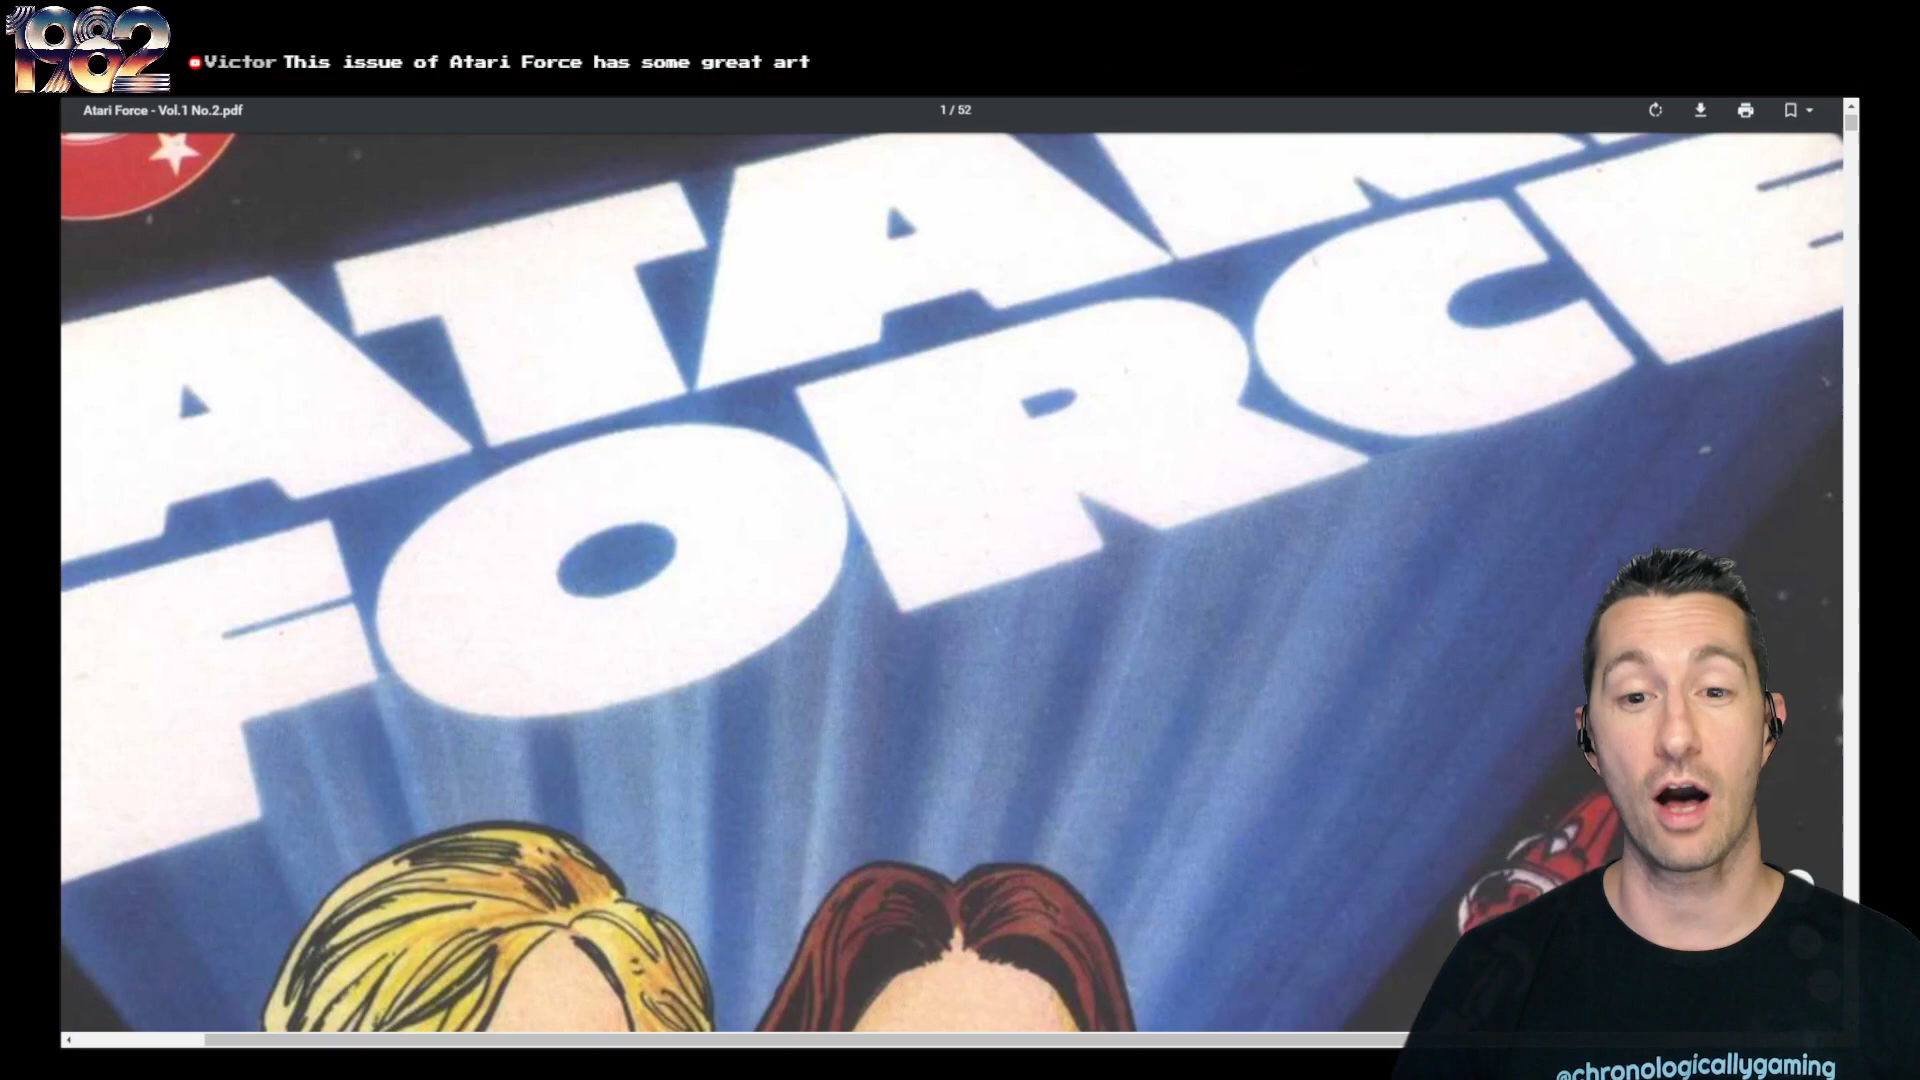 1982
Victor This issue of Atari Force has some great art
Atari Force - Vol.1 No.2.pdf
1 / 52
ATARI
FORCE
@chronologicallygaming